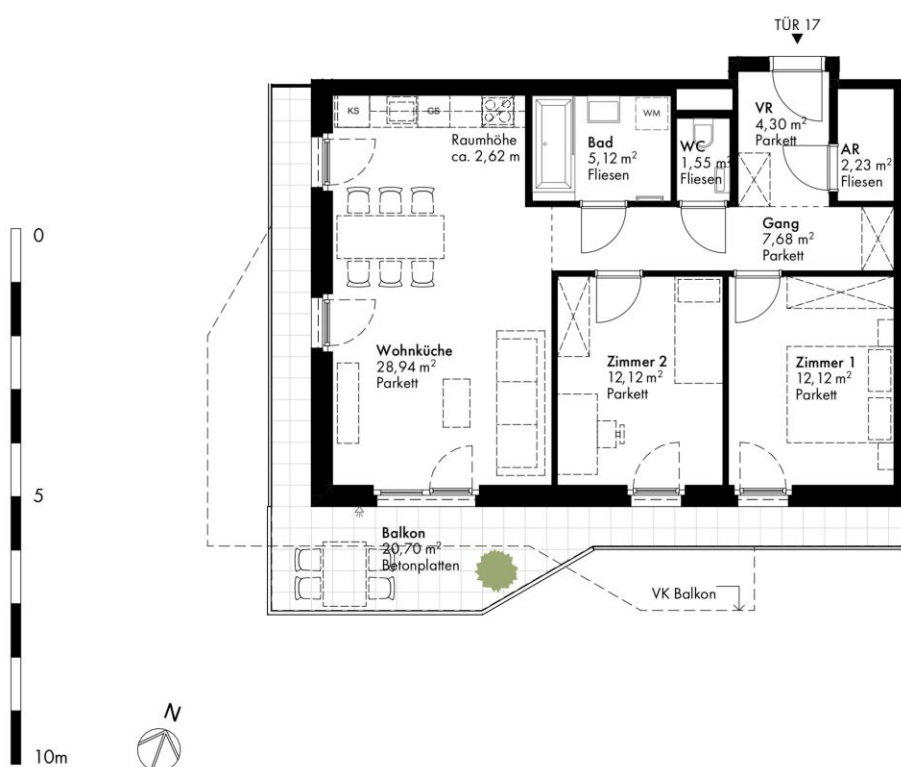 TÜR 17
VR
4,30 m²
Parkett
AR
2,23 m²
Fliesen
KS
GS
Raumhöhe
ca. 2,62 m
Bad
5,12 m²
Fliesen
WM
WC
1,55 m²
Fliesen
Gang
7,68 m²
Parkett
Wohnküche
28,94 m²
Parkett
Zimmer 2
12,12 m²
Parkett
Zimmer 1
12,12 m²
Parkett
Balkon
20,70 m²
Betonplatten
VK Balkon
0
5
10m
N